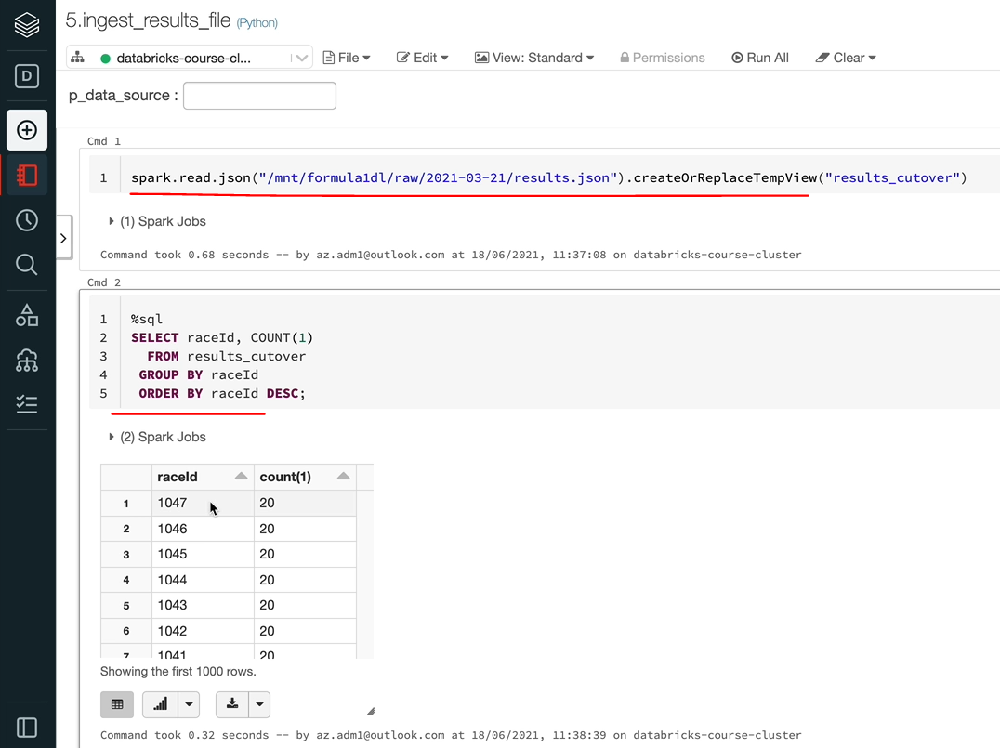 5.ingest_results_file (Python)
databricks-course-cl... File Edit View: Standard Permissions Run All Clear
D
p_data_source :
Cmd 1
1 spark.read.json("/mnt/formula1dl/raw/2021-03-21/results.json").createOrReplaceTempView("results_cutover")
(1) Spark Jobs
Command took 0.68 seconds -- by az.adm1@outlook.com at 18/06/2021, 11:37:08 on databricks-course-cluster
Cmd 2
1 %sql
2 SELECT raceId, COUNT(1)
3 FROM results_cutover
4 GROUP BY raceId
5 ORDER BY raceId DESC;
(2) Spark Jobs
raceId count(1)
1 1047 20
2 1046 20
3 1045 20
4 1044 20
5 1043 20
6 1042 20
7 1041 20
Showing the first 1000 rows.
Command took 0.32 seconds -- by az.adm1@outlook.com at 18/06/2021, 11:38:39 on databricks-course-cluster